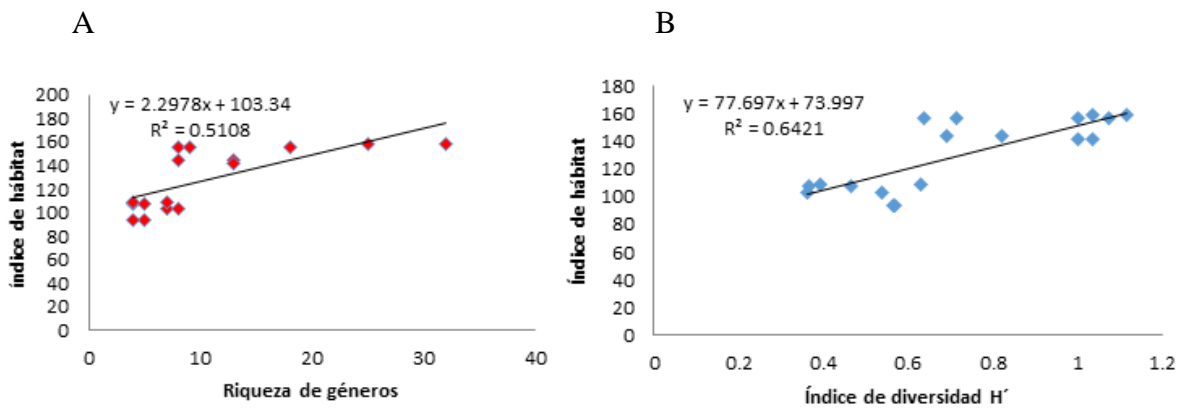 A
y = 2.2978x + 103.34
R² = 0.5108
200
180
160
140
120
100
80
60
40
20
0
índice de hábitat
0 10 20 30 40
Riqueza de géneros
B
y = 77.697x + 73.997
R² = 0.6421
180
160
140
120
100
80
60
40
20
0
Índice de hábitat
0 0.2 0.4 0.6 0.8 1 1.2
Índice de diversidad H´